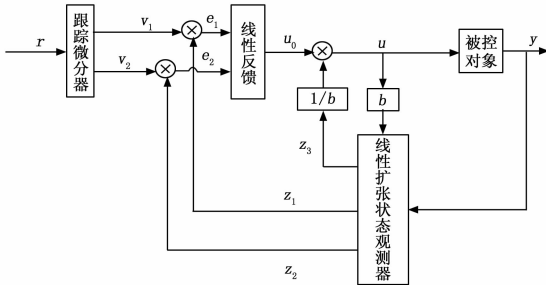 跟踪微分器
r
v₁
v₂
e₁
e₂
线性反馈
u₀
u
被控对象
y
1/b
b
z₃
线性扩张状态观测器
z₁
z₂